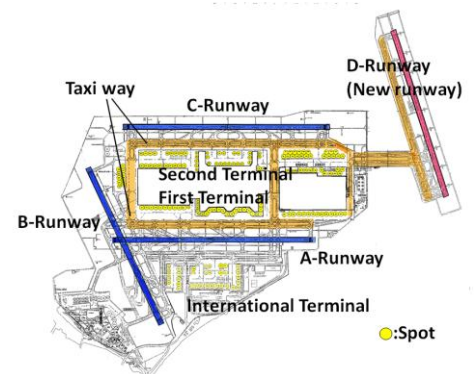 D-Runway
(New runway)
Taxi way
C-Runway
Second Terminal
First Terminal
B-Runway
A-Runway
International Terminal
:Spot